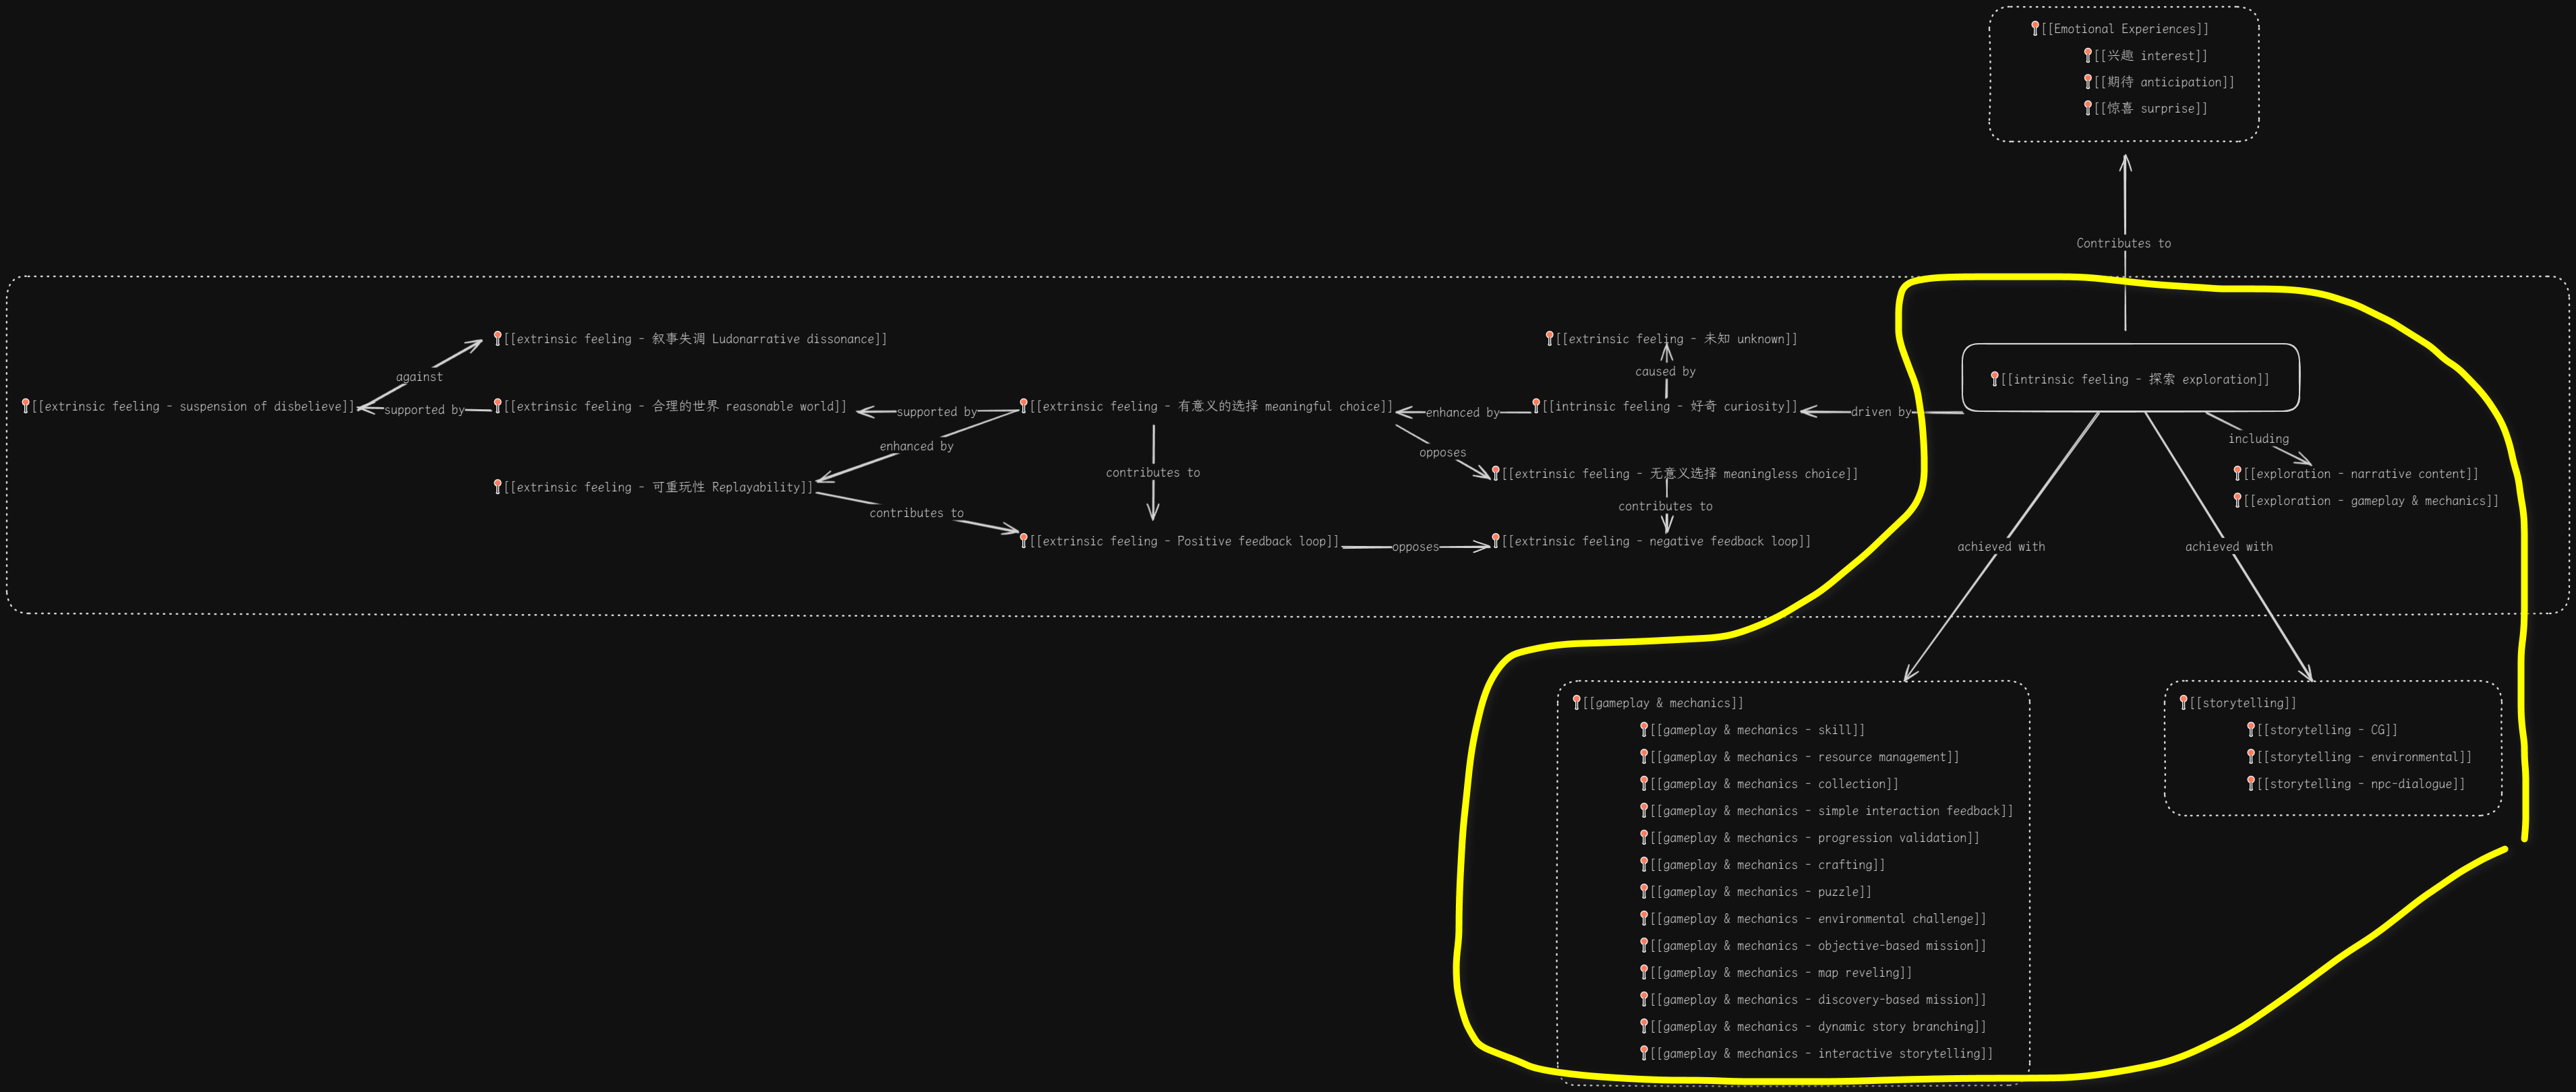 [[Emotional Experiences]]
[[兴趣 interest]]
[[期待 anticipation]]
[[惊喜 surprise]]
Contributes to
[[extrinsic feeling - 叙事失调 Ludonarrative dissonance]]
[[extrinsic feeling - 未知 unknown]]
against
caused by
[[intrinsic feeling - 探索 exploration]]
[[extrinsic feeling - suspension of disbelieve]]
supported by
[[extrinsic feeling - 合理的世界 reasonable world]]
supported by
[[extrinsic feeling - 有意义的选择 meaningful choice]]
enhanced by
[[intrinsic feeling - 好奇 curiosity]]
driven by
enhanced by
opposes
including
contributes to
[[extrinsic feeling - 无意义选择 meaningless choice]]
[[exploration - narrative content]]
[[extrinsic feeling - 可重玩性 Replayability]]
[[exploration - gameplay & mechanics]]
contributes to
contributes to
[[extrinsic feeling - Positive feedback loop]]
opposes
[[extrinsic feeling - negative feedback loop]]
achieved with
achieved with
[[gameplay & mechanics]]
[[gameplay & mechanics - skill]]
[[gameplay & mechanics - resource management]]
[[gameplay & mechanics - collection]]
[[gameplay & mechanics - simple interaction feedback]]
[[gameplay & mechanics - progression validation]]
[[gameplay & mechanics - crafting]]
[[gameplay & mechanics - puzzle]]
[[gameplay & mechanics - environmental challenge]]
[[gameplay & mechanics - objective-based mission]]
[[gameplay & mechanics - map reveling]]
[[gameplay & mechanics - discovery-based mission]]
[[gameplay & mechanics - dynamic story branching]]
[[gameplay & mechanics - interactive storytelling]]
[[storytelling]]
[[storytelling - CG]]
[[storytelling - environmental]]
[[storytelling - npc-dialogue]]